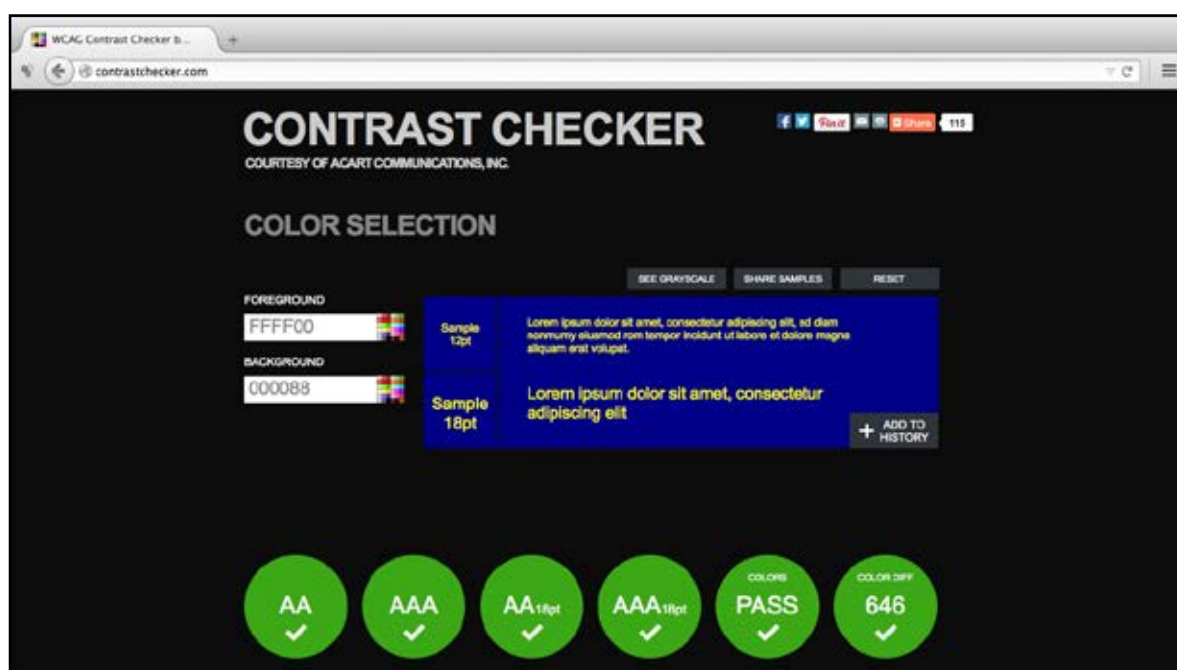 WCAG Contrast Checker b...
contrastchecker.com
CONTRAST CHECKER
COURTESY OF ACART COMMUNICATIONS, INC.
Pin it
Share
115
COLOR SELECTION
SEE GRAYSCALE
SHARE SAMPLES
RESET
FOREGROUND
FFFF00
BACKGROUND
000088
Sample
12pt
Lorem ipsum dolor sit amet, consectetur adipiscing elit, sd diam
nonmumy eiusmod rom tempor incidunt ut labore et dolore magna
aliquam erat volupat.
Sample
18pt
Lorem ipsum dolor sit amet, consectetur
adipiscing elit
+ ADD TO
HISTORY
AA
AAA
AA18pt
AAA18pt
COLORS
PASS
COLOR DIFF
646